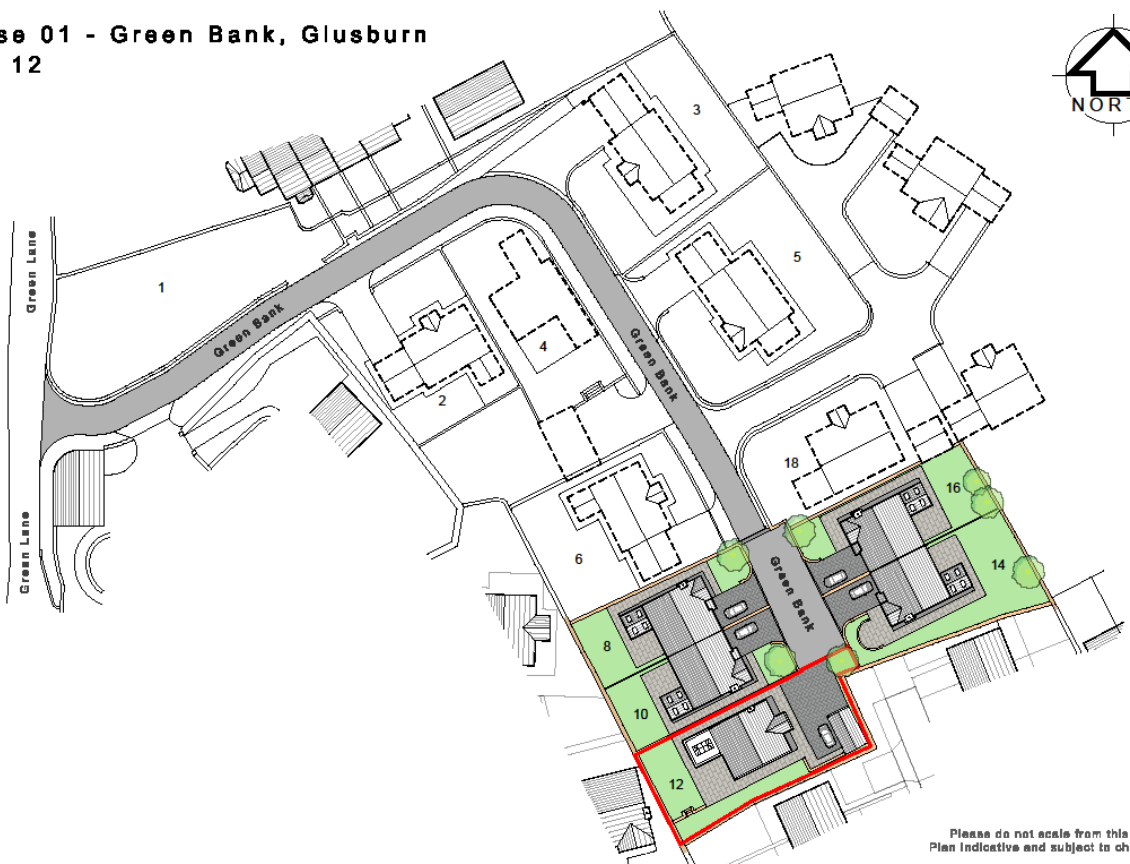 se 01 - Green Bank, Glusburn
12
NORT
3
Green Lane
5
1
Green Bank
Green Bank
4
2
18
16
6
Green Lane
14
Green Bank
8
10
12
Please do not scale from this
Plan indicative and subject to ch